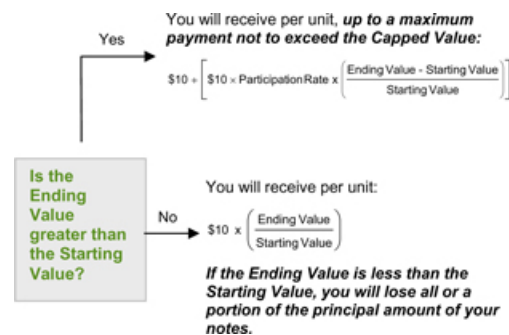 You will receive per unit, up to a maximum
Yes
payment not to exceed the Capped Value:
$10 + [ $10 × Participation Rate x ( Ending Value - Starting Value
Starting Value ) ]
Is the
Ending
Value
greater than
the Starting
Value?
You will receive per unit:
No
$10 x ( Ending Value
Starting Value )
If the Ending Value is less than the
Starting Value, you will lose all or a
portion of the principal amount of your
notes.